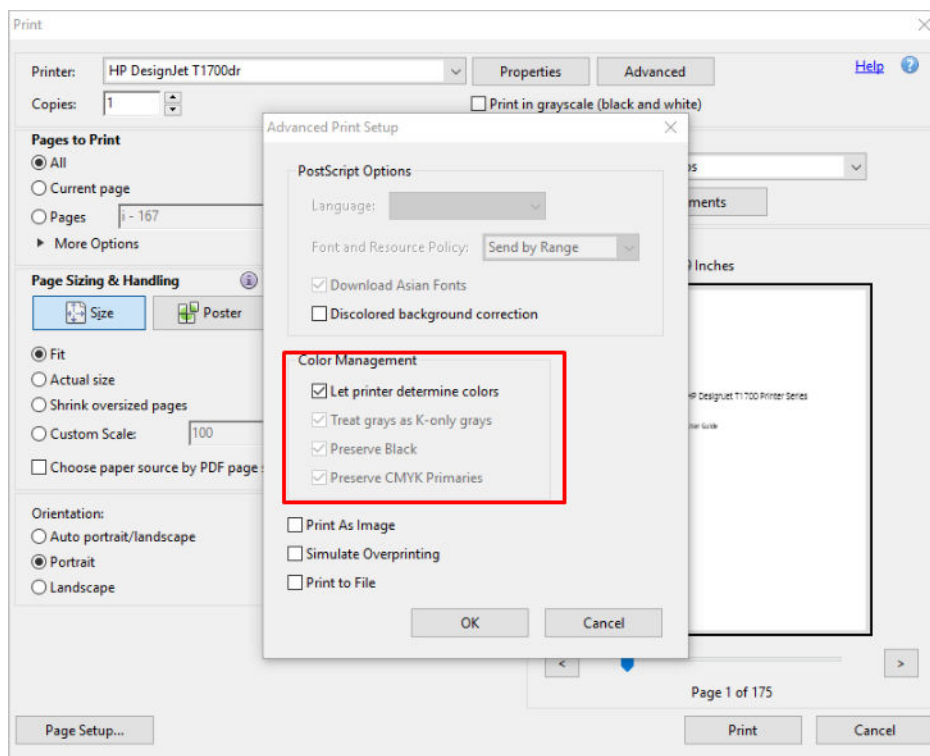 Print
Printer: HP DesignJet T1700dr Properties Advanced Help
Copies: 1 Print in grayscale (black and white)
Pages to Print
All
Current page
Pages i - 167
More Options
Page Sizing & Handling
Size Poster
Fit
Actual size
Shrink oversized pages
Custom Scale: 100
Choose paper source by PDF page
Orientation:
Auto portrait/landscape
Portrait
Landscape
Advanced Print Setup
PostScript Options
Language:
Font and Resource Policy: Send by Range
Download Asian Fonts
Discolored background correction
Color Management
Let printer determine colors
Treat grays as K-only grays
Preserve Black
Preserve CMYK Primaries
Print As Image
Simulate Overprinting
Print to File
OK Cancel
Inches
HP DesignJet T1700 Printer Series
User Guide
< >
Page 1 of 175
Page Setup... Print Cancel